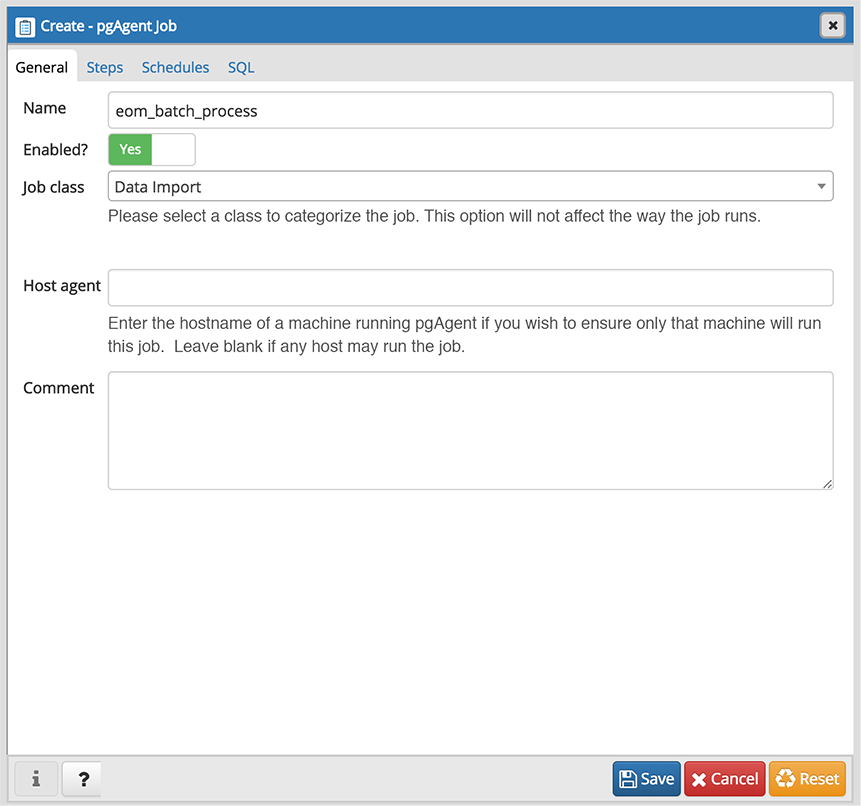 Create - pgAgent Job
General Steps Schedules SQL
Name eom_batch_process
Enabled? Yes
Job class Data Import
Please select a class to categorize the job. This option will not affect the way the job runs.
Host agent
Enter the hostname of a machine running pgAgent if you wish to ensure only that machine will run
this job.  Leave blank if any host may run the job.
Comment
i ? Save Cancel Reset